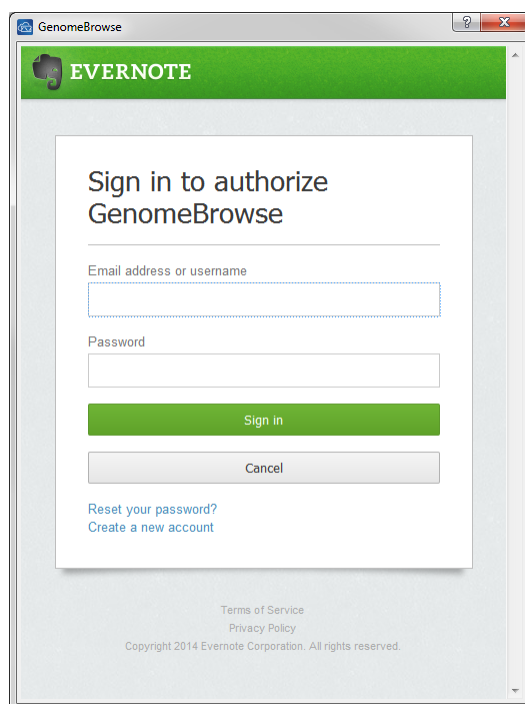 GenomeBrowse
EVERNOTE
Sign in to authorize
GenomeBrowse
Email address or username
Password
Sign in
Cancel
Reset your password?
Create a new account
Terms of Service
Privacy Policy
Copyright 2014 Evernote Corporation. All rights reserved.